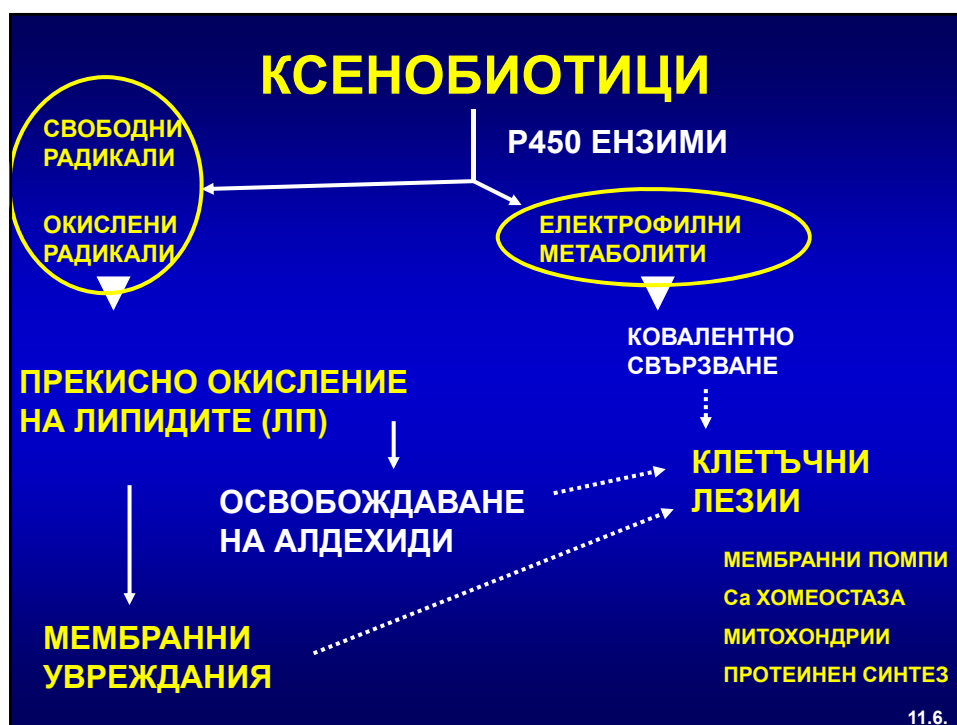 КСЕНОБИОТИЦИ
СВОБОДНИ
РАДИКАЛИ
ОКИСЛЕНИ
РАДИКАЛИ
Р450 ЕНЗИМИ
ЕЛЕКТРОФИЛНИ
МЕТАБОЛИТИ
КОВАЛЕНТНО
СВЪРЗВАНЕ
ПРЕКИСНО ОКИСЛЕНИЕ
НА ЛИПИДИТЕ (ЛП)
ОСВОБОЖДАВАНЕ
НА АЛДЕХИДИ
КЛЕТЪЧНИ
ЛЕЗИИ
МЕМБРАННИ
УВРЕЖДАНИЯ
МЕМБРАННИ ПОМПИ
Са ХОМЕОСТАЗА
МИТОХОНДРИИ
ПРОТЕИНЕН СИНТЕЗ
11.6.